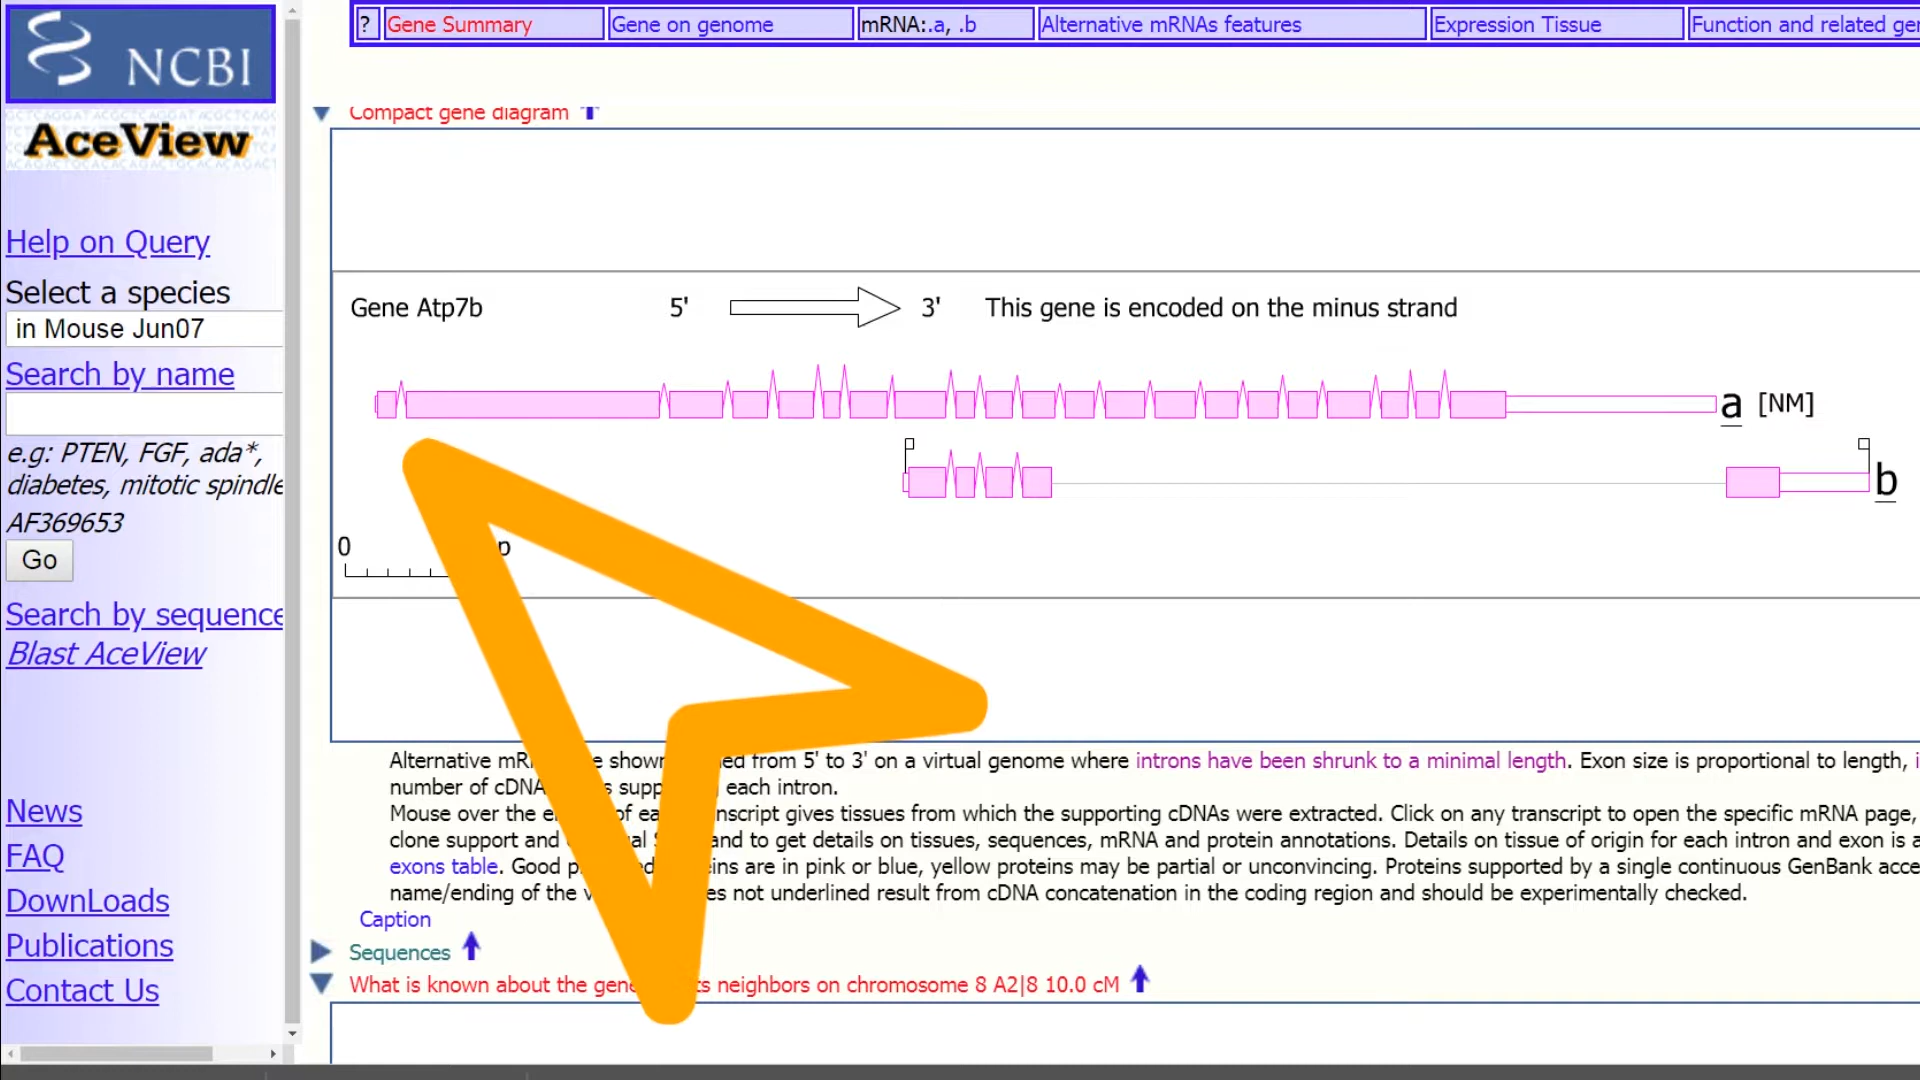 NCBI
AceView
Help on Query
Select a species
in Mouse Jun07
Search by name
e.g: PTEN, FGF, ada*,
diabetes, mitotic spindle
AF369653
Go
Search by sequence
Blast AceView
News
FAQ
DownLoads
Publications
Contact Us
? Gene Summary Gene on genome mRNA:.a, .b Alternative mRNAs features Expression Tissue Function and related
Compact gene diagram
Gene Atp7b 5' 3' This gene is encoded on the minus strand
a [NM]
b
0
Alternative shown from 5' to 3' on a virtual genome where introns have been shrunk to a minimal length. Exon size is proportional to length,
number of each intron.
Mouse over the of gives tissues from which the supporting cDNAs were extracted. Click on any transcript to open the specific mRNA page,
clone support and and to get details on tissues, sequences, mRNA and protein annotations. Details on tissue of origin for each intron and exon is
exons table. Good are in pink or blue, yellow proteins may be partial or unconvincing. Proteins supported by a single continuous GenBank
name/ending of the not underlined result from cDNA concatenation in the coding region and should be experimentally checked.
Caption
Sequences
What is known about the neighbors on chromosome 8 A2|8 10.0 cM